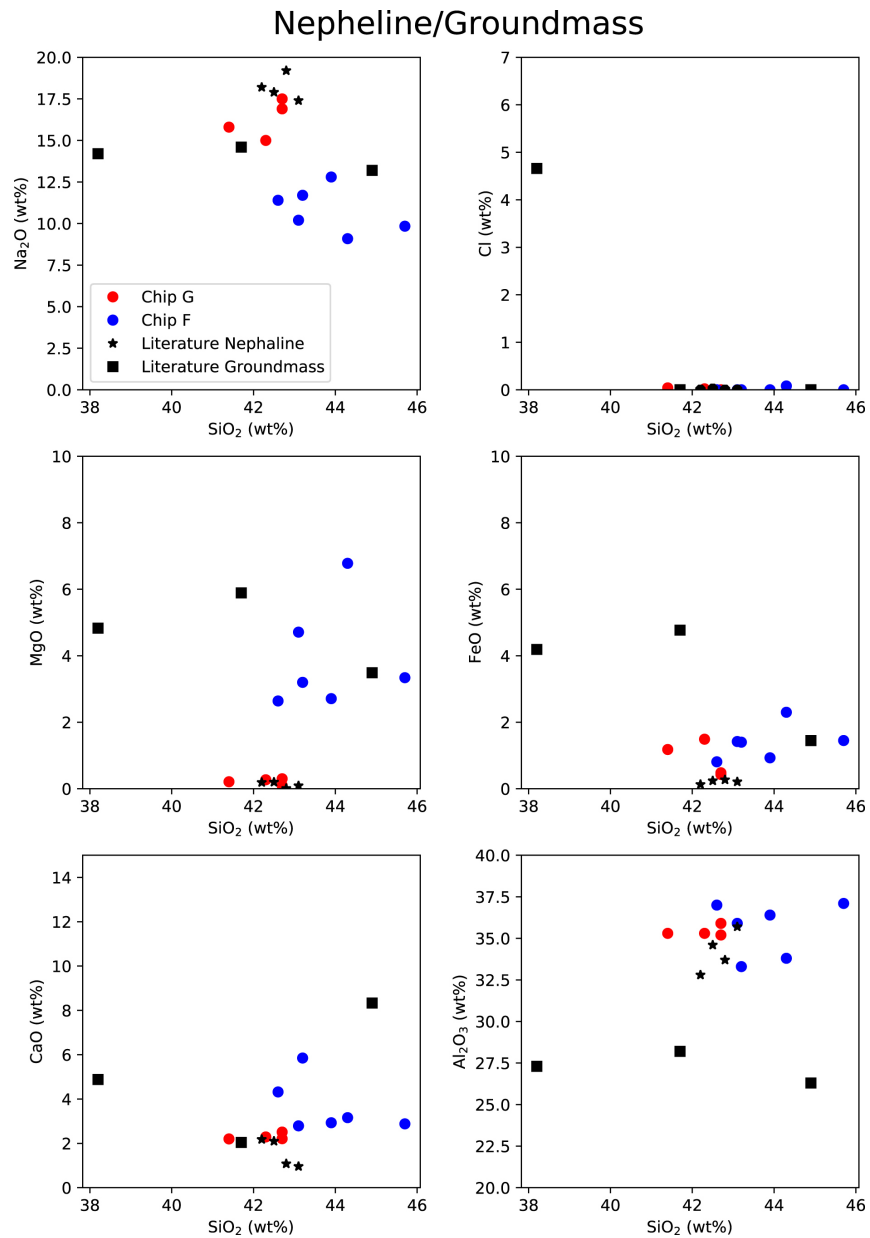 Nepheline/Groundmass
20.0
17.5
15.0
12.5
10.0
7.5
5.0
2.5
0.0
Na₂O (wt%)
Chip G
Chip F
Literature Nephaline
Literature Groundmass
38 40 42 44 46
SiO₂ (wt%)
7
6
5
4
3
2
1
0
Cl (wt%)
38 40 42 44 46
SiO₂ (wt%)
10
8
6
4
2
0
MgO (wt%)
38 40 42 44 46
SiO₂ (wt%)
10
8
6
4
2
0
FeO (wt%)
38 40 42 44 46
SiO₂ (wt%)
14
12
10
8
6
4
2
0
CaO (wt%)
38 40 42 44 46
SiO₂ (wt%)
40.0
37.5
35.0
32.5
30.0
27.5
25.0
22.5
20.0
Al₂O₃ (wt%)
38 40 42 44 46
SiO₂ (wt%)